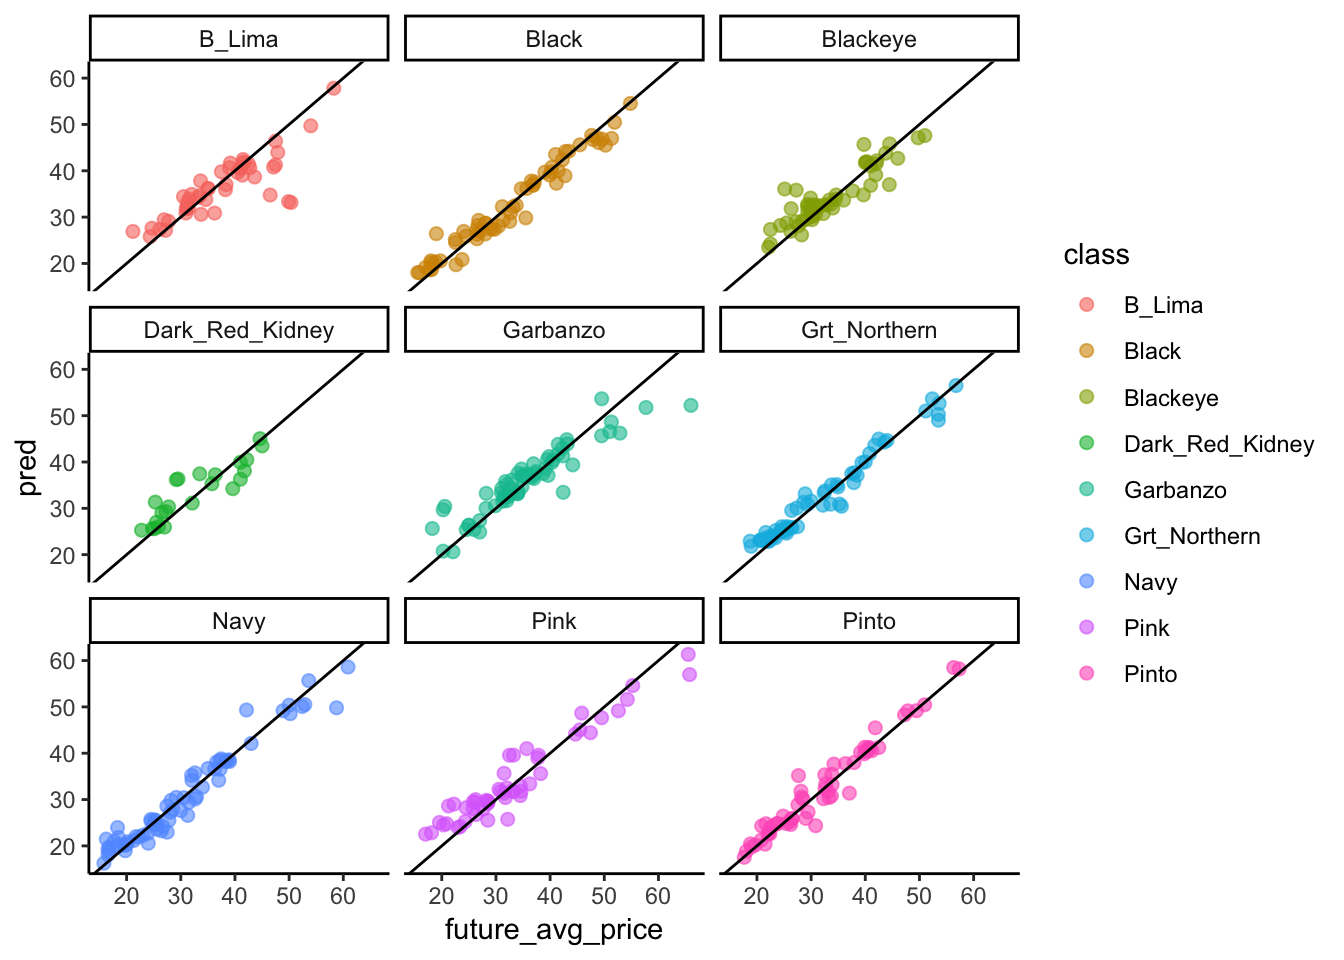 B_Lima
Black
Blackeye
60
50
40
30
20
Dark_Red_Kidney
Garbanzo
Grt_Northern
60
50
40
30
20
Navy
Pink
Pinto
60
50
40
30
20
20 30 40 50 60
20 30 40 50 60
20 30 40 50 60
future_avg_price
pred
class
B_Lima
Black
Blackeye
Dark_Red_Kidney
Garbanzo
Grt_Northern
Navy
Pink
Pinto